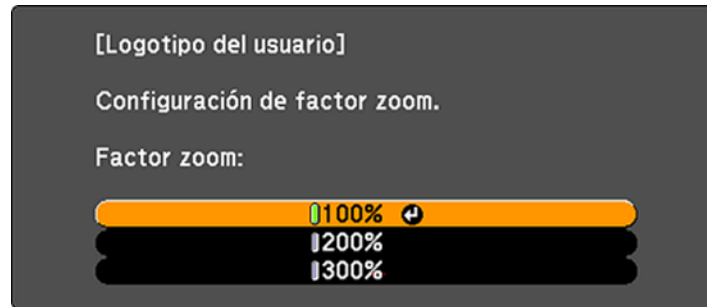 [Logotipo del usuario]
Configuración de factor zoom.
Factor zoom:
100%
200%
300%